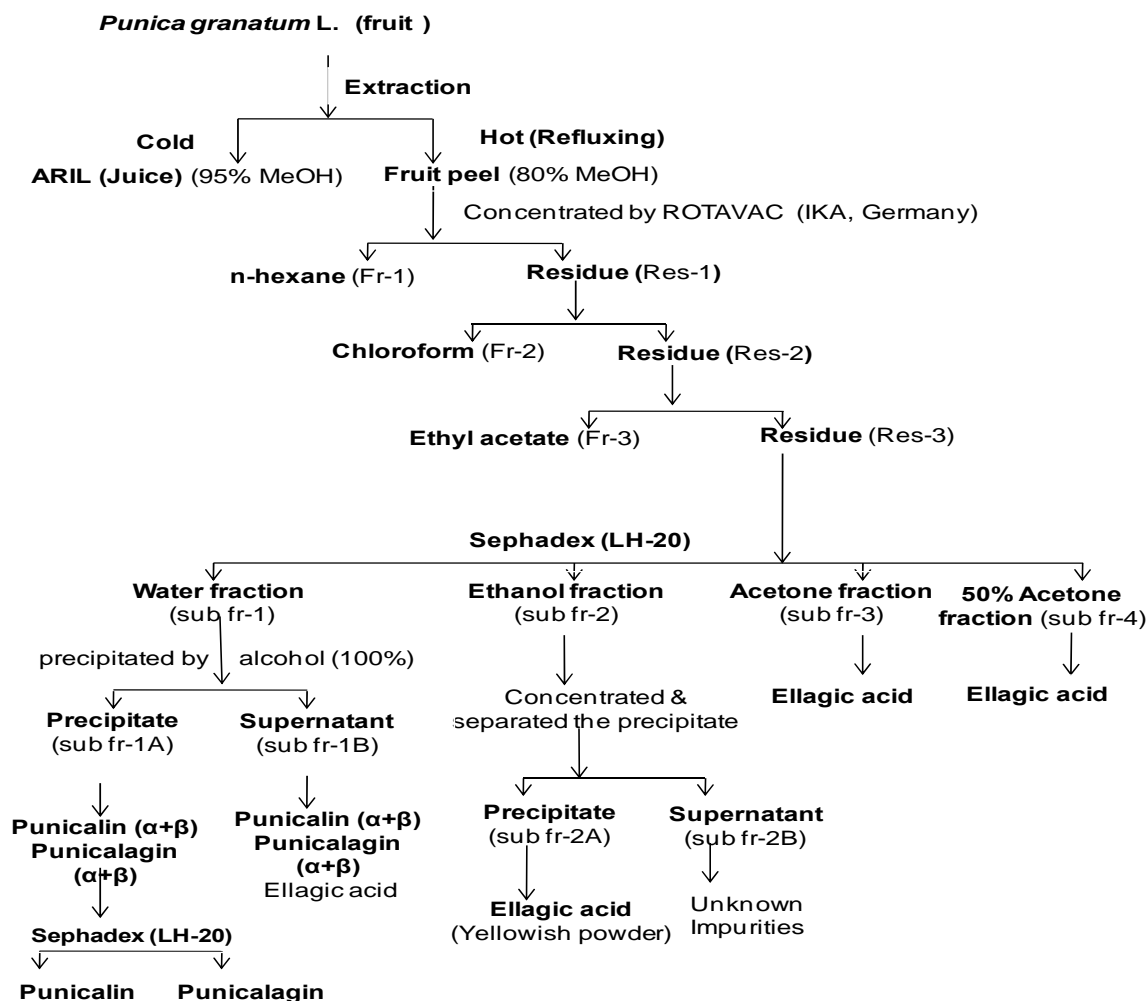 Punica granatum L. (fruit )
Extraction
Cold
Hot (Refluxing)
ARIL (Juice) (95% MeOH)
Fruit peel (80% MeOH)
Concentrated by ROTAVAC (IKA, Germany)
n-hexane (Fr-1)
Residue (Res-1)
Chloroform (Fr-2)
Residue (Res-2)
Ethyl acetate (Fr-3)
Residue (Res-3)
Sephadex (LH-20)
Water fraction
(sub fr-1)
Ethanol fraction
(sub fr-2)
Acetone fraction
(sub fr-3)
50% Acetone
fraction (sub fr-4)
precipitated by alcohol (100%)
Precipitate
(sub fr-1A)
Supernatant
(sub fr-1B)
Concentrated &
separated the precipitate
Ellagic acid
Ellagic acid
Punicalin (α+β)
Punicalagin
(α+β)
Punicalin (α+β)
Punicalagin
(α+β)
Ellagic acid
Precipitate
(sub fr-2A)
Supernatant
(sub fr-2B)
Ellagic acid
(Yellowish powder)
Unknown
Impurities
Sephadex (LH-20)
Punicalin
Punicalagin